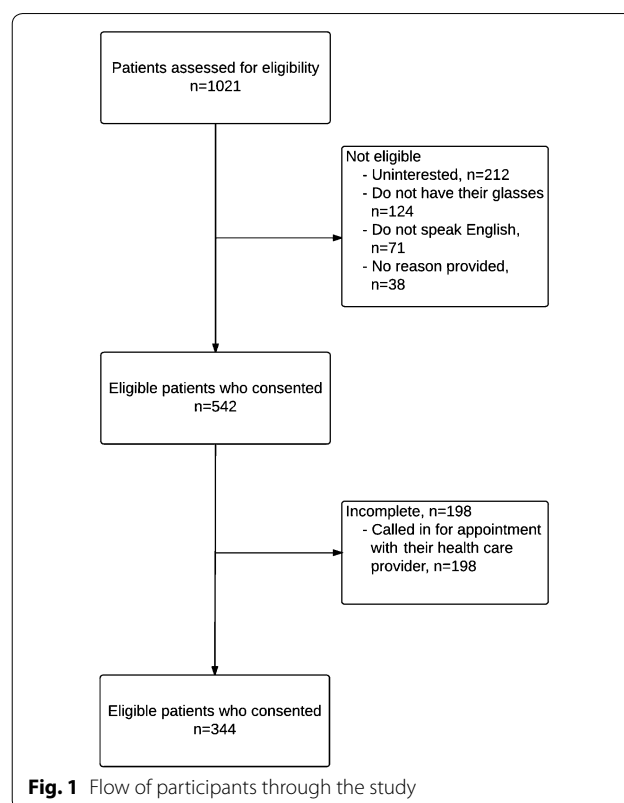 Patients assessed for eligibility
n=1021
Not eligible
- Uninterested, n=212
- Do not have their glasses
n=124
- Do not speak English,
n=71
- No reason provided,
n=38
Eligible patients who consented
n=542
Incomplete, n=198
- Called in for appointment
with their health care
provider, n=198
Eligible patients who consented
n=344
Fig. 1 Flow of participants through the study